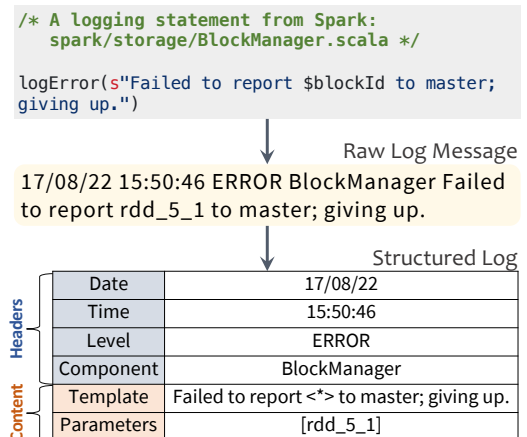 /* A logging statement from Spark:
spark/storage/BlockManager.scala */
logError(s"Failed to report $blockId to master;
giving up.")
Raw Log Message
17/08/22 15:50:46 ERROR BlockManager Failed
to report rdd_5_1 to master; giving up.
Structured Log
Headers
Date 17/08/22
Time 15:50:46
Level ERROR
Component BlockManager
Content
Template Failed to report <*> to master; giving up.
Parameters [rdd_5_1]